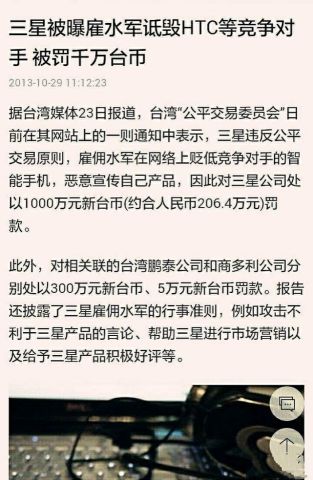 三星被曝雇水军诋毁HTC等竞争对
手 被罚千万台币
2013-10-29 11:12:23
据台湾媒体23日报道，台湾“公平交易委员会”日
前在其网站上的一则通知中表示，三星违反公平
交易原则，雇佣水军在网络上贬低竞争对手的智
能手机，恶意宣传自己产品，因此对三星公司处
以1000万元新台币(约合人民币206.4万元)罚
款。
此外，对相关联的台湾鹏泰公司和商多利公司分
别处以300万元新台币、5万元新台币罚款。报告
还披露了三星雇佣水军的行事准则，例如攻击不
利于三星产品的言论、帮助三星进行市场营销以
及给予三星产品积极好评等。